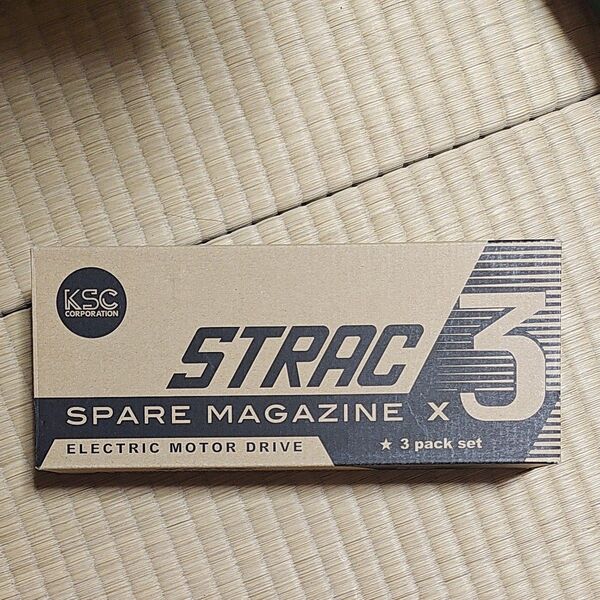 KSC
CORPORATION
STRAC
SPARE MAGAZINE x 3
ELECTRIC MOTOR DRIVE
★ 3 pack set